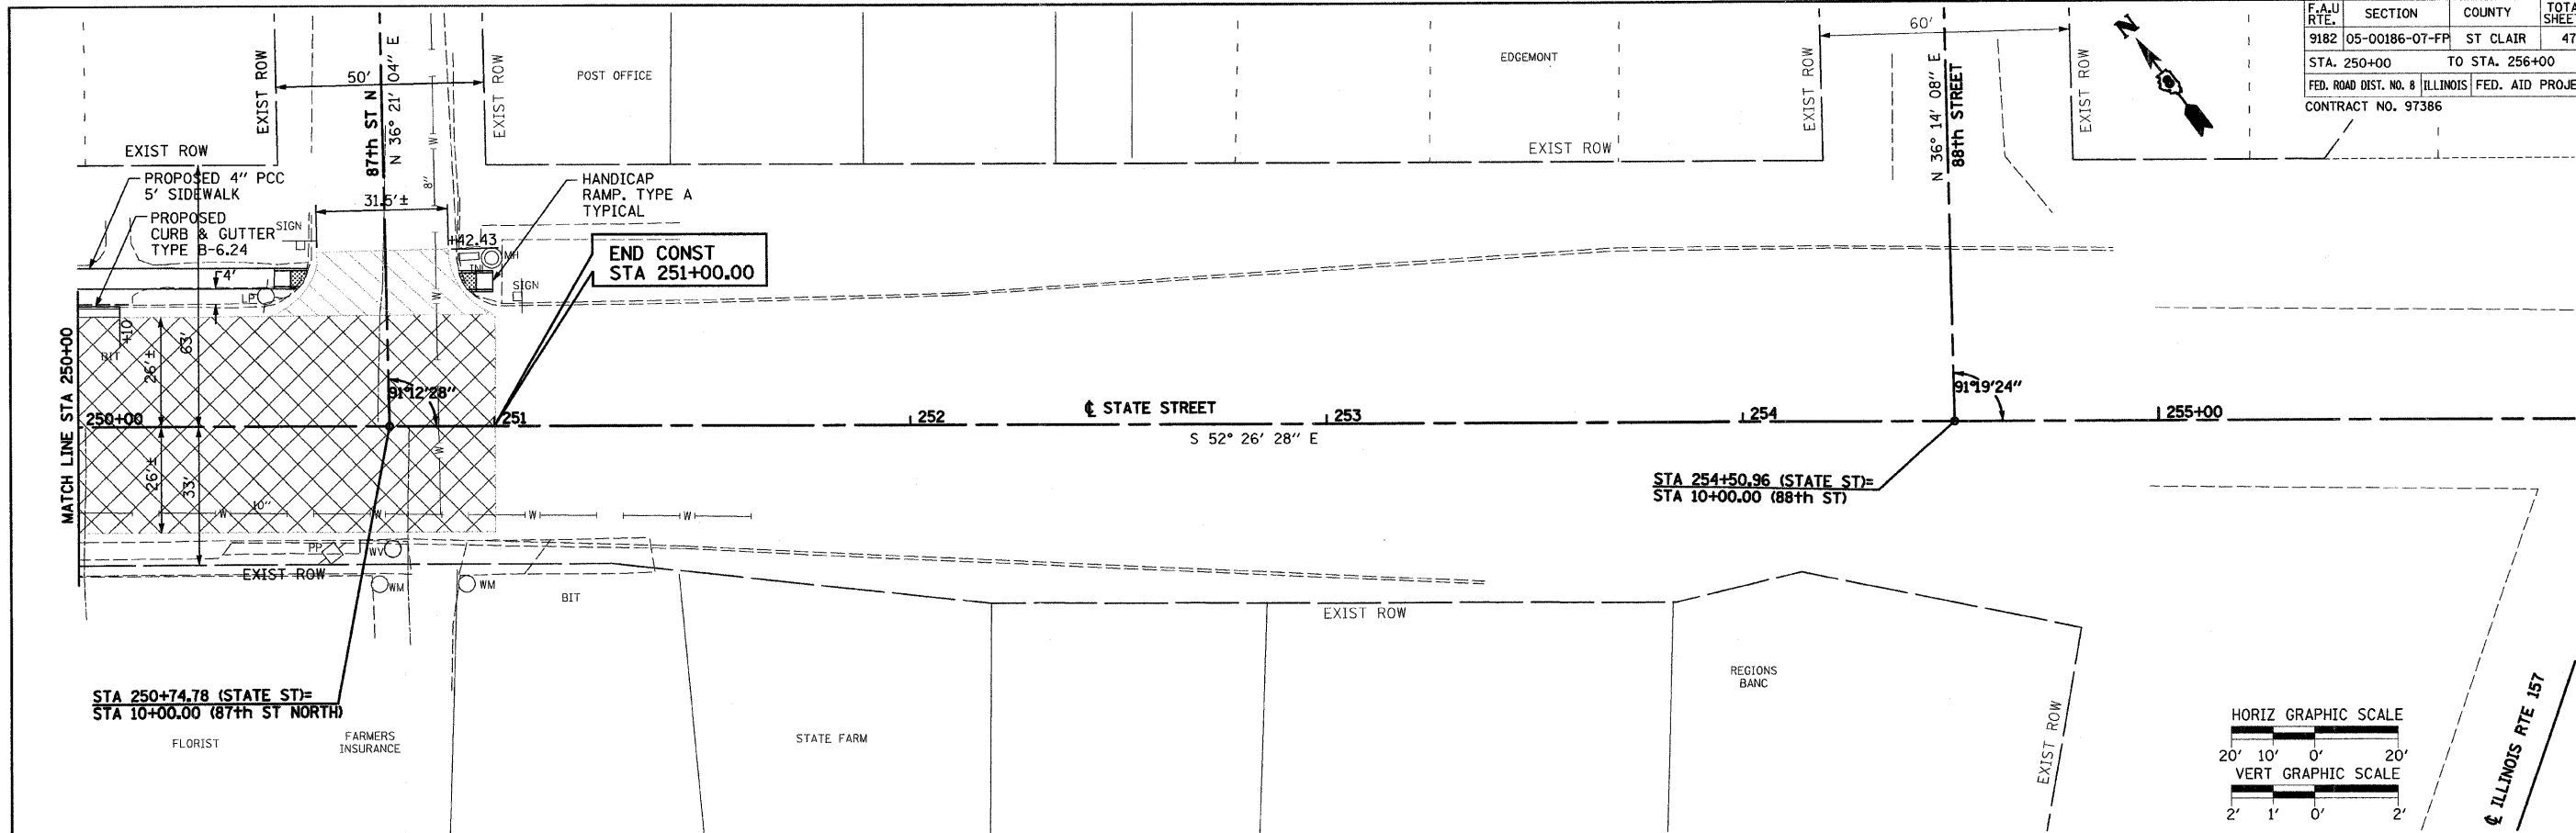 F.A.U RTE. SECTION COUNTY TOTA SHEET
9182 05-00186-07-FP ST CLAIR 47
STA. 250+00 TO STA. 256+00
FED. ROAD DIST. NO. 8 ILLINOIS FED. AID PROJE
CONTRACT NO. 97386
N
EXIST ROW
50'
87th ST N
N 36° 21' 04" E
W
EXIST ROW
POST OFFICE
EDGEMONT
60'
EXIST ROW
N 36° 14' 08" E
88th STREET
EXIST ROW
EXIST ROW
EXIST ROW
PROPOSED 4" PCC
5' SIDEWALK
PROPOSED
CURB & GUTTER
TYPE B-6.24
SIGN
31.5'±
8"
HANDICAP
RAMP. TYPE A
TYPICAL
+42.43
MH
SIGN
END CONST
STA 251+00.00
4'
LP
W
MATCH LINE STA 250+00
BIT
+10
26'±
63'
91°12'28"
91°19'24"
250+00
251
252
℄ STATE STREET
253
254
255+00
S 52° 26' 28" E
26'±
33'
W
10"
W
W
W
W
STA 254+50.96 (STATE ST)=
STA 10+00.00 (88th ST)
PP
WV
EXIST ROW
WM
WM
BIT
EXIST ROW
STA 250+74.78 (STATE ST)=
STA 10+00.00 (87th ST NORTH)
FLORIST
FARMERS
INSURANCE
STATE FARM
REGIONS
BANC
EXIST ROW
HORIZ GRAPHIC SCALE
20' 10' 0' 20'
VERT GRAPHIC SCALE
2' 1' 0' 2'
℄ ILLINOIS RTE 157